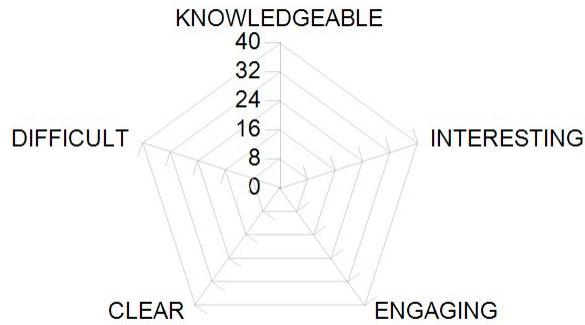 KNOWLEDGEABLE
40
32
24
16
8
0
DIFFICULT
INTERESTING
CLEAR
ENGAGING